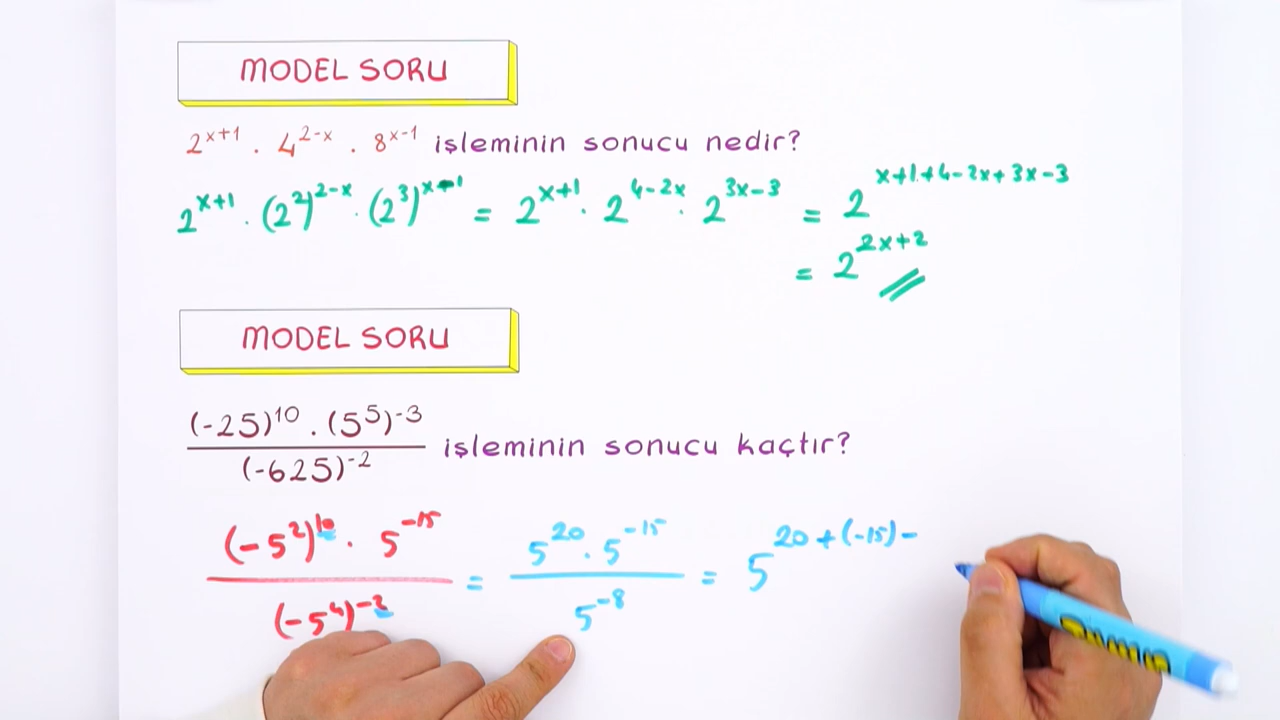 MODEL SORU
2^{x+1} . 4^{2-x} . 8^{x-1} işleminin sonucu nedir?
2^{x+1} . (2^2)^{2-x} . (2^3)^{x-1} = 2^{x+1} . 2^{4-2x} . 2^{3x-3} = 2^{x+1+4-2x+3x-3}
= 2^{2x+2}
MODEL SORU
\frac{(-25)^{10} . (5^5)^{-3}}{(-625)^{-2}} işleminin sonucu kaçtır?
\frac{(-5^2)^{10} . 5^{-15}}{(-5^4)^{-2}} = \frac{5^{20} . 5^{-15}}{5^{-8}} = 5^{20+(-15)-}